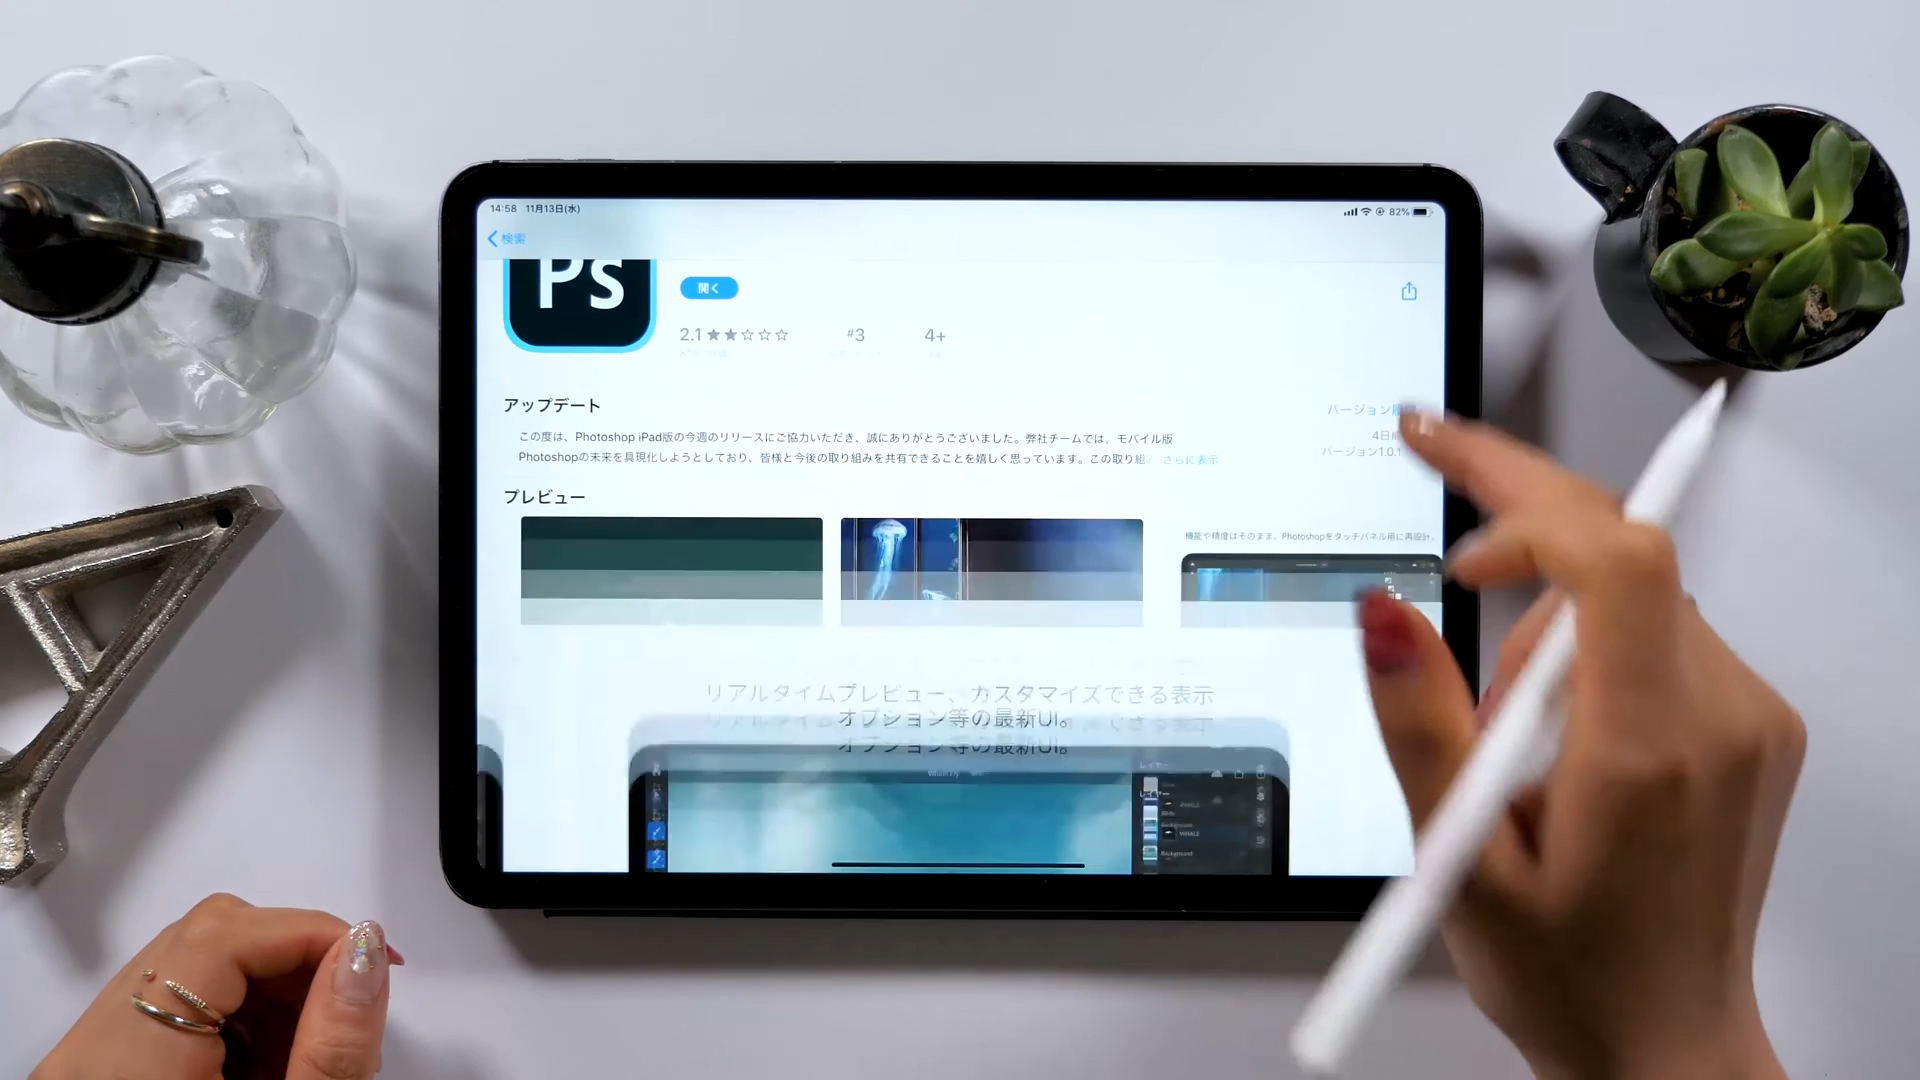 14:58 11月13日(水)
82%
検索
Ps
開く
2.1 ★★☆☆☆
#3
4+
アップデート
バージョン履
この度は、Photoshop iPad版の今週のリリースにご協力いただき、誠にありがとうございました。弊社チームでは、モバイル版
4日前
Photoshopの未来を具現化しようとしており、皆様と今後の取り組みを共有できることを嬉しく思っています。この取り組 さらに表示
バージョン1.0.1
プレビュー
機能や精度はそのまま、Photoshopをタッチパネル用に再設計。
リアルタイムプレビュー、カスタマイズできる表示
オプション等の最新UI。
レイヤー
WHALE
Background